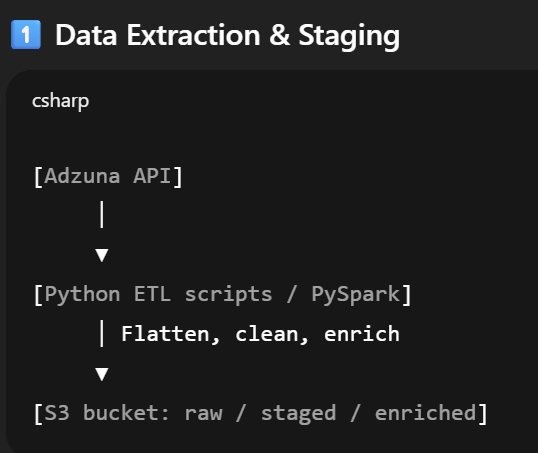 1 Data Extraction & Staging
csharp
[Adzuna API]
│
▼
[Python ETL scripts / PySpark]
│ Flatten, clean, enrich
▼
[S3 bucket: raw / staged / enriched]